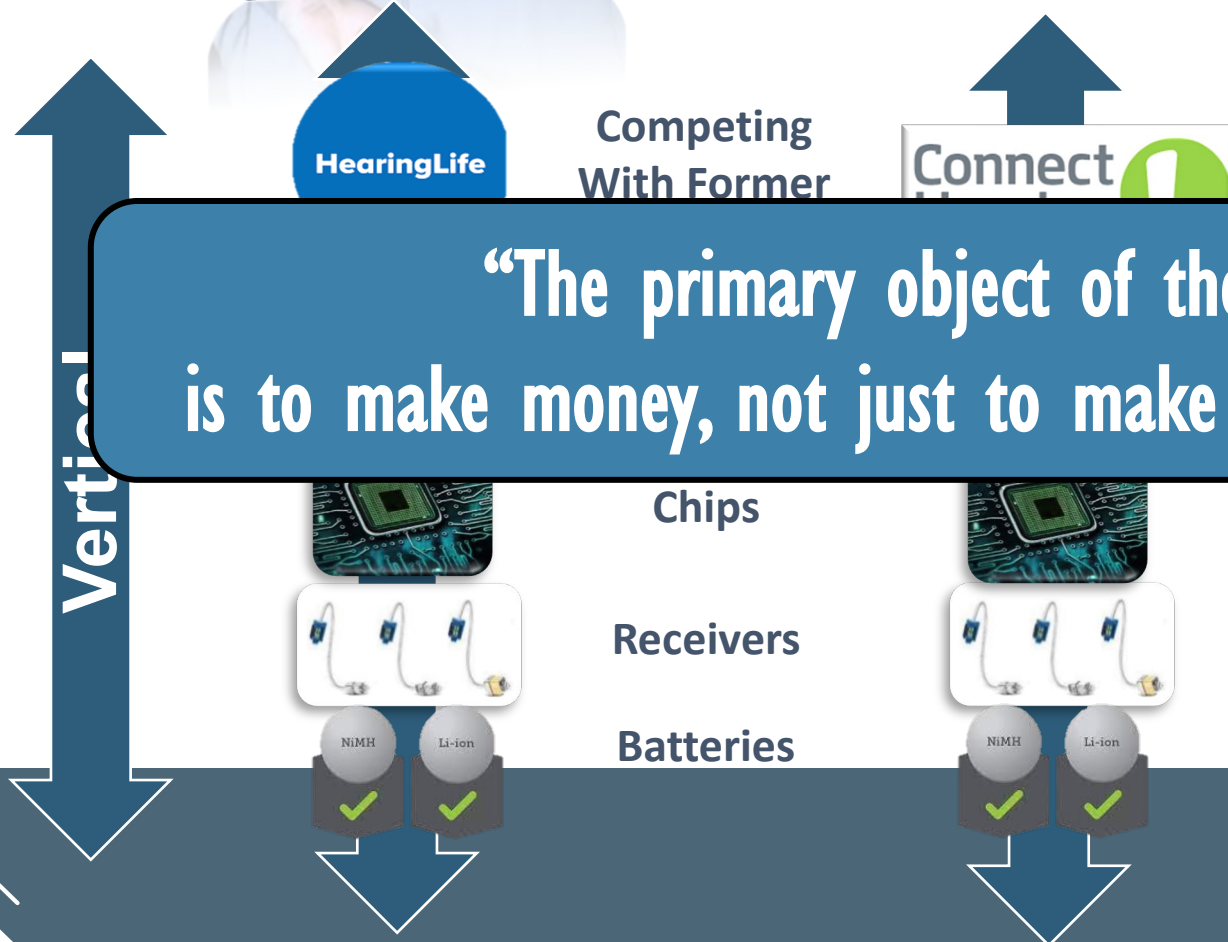 Vertical
HearingLife
Competing
With Former
Connect
“The primary object of the
is to make money, not just to make
Chips
Receivers
NiMH Li-ion
Batteries
NiMH Li-ion